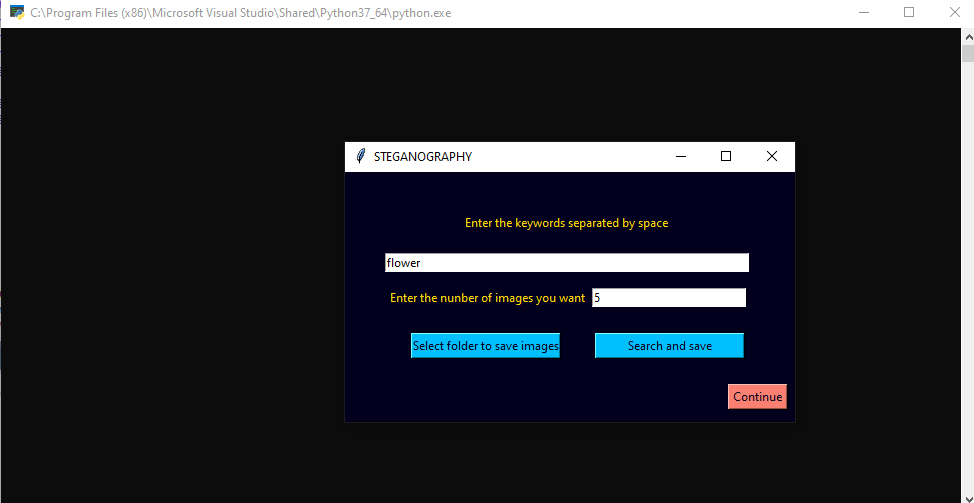 C:\Program Files (x86)\Microsoft Visual Studio\Shared\Python37_64\python.exe
STEGANOGRAPHY
Enter the keywords separated by space
flower
Enter the nunber of images you want 5
Select folder to save images Search and save
Continue